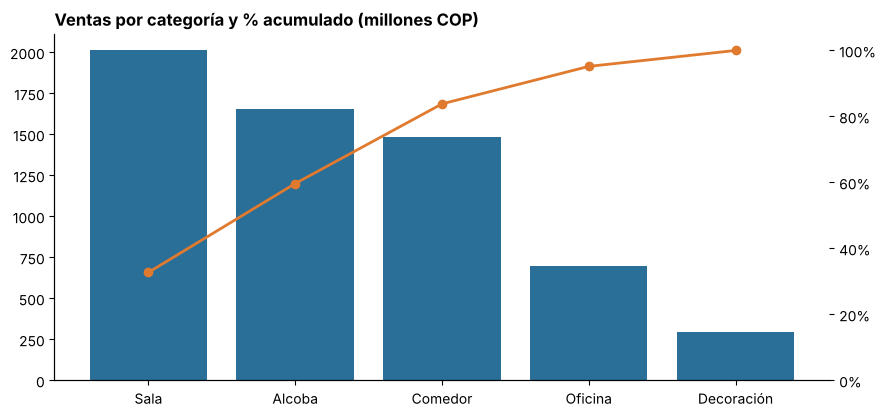 Ventas por categoría y % acumulado (millones COP)
2000
1750
1500
1250
1000
750
500
250
0
100%
80%
60%
40%
20%
0%
Sala
Alcoba
Comedor
Oficina
Decoración